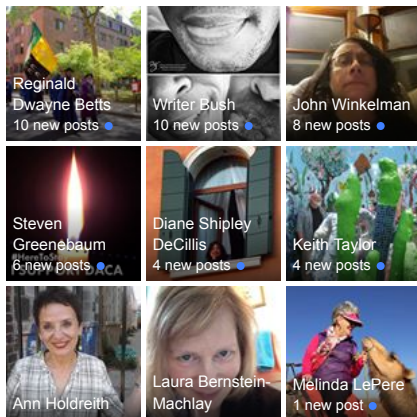 Reginald
Dwayne Betts
10 new posts
Writer Bush
10 new posts
John Winkelman
8 new posts
Steven
Greenebaum
6 new posts
Diane Shipley
DeCillis
4 new posts
Keith Taylor
4 new posts
Ann Holdreith
Laura Bernstein-
Machlay
Melinda LePere
1 new post